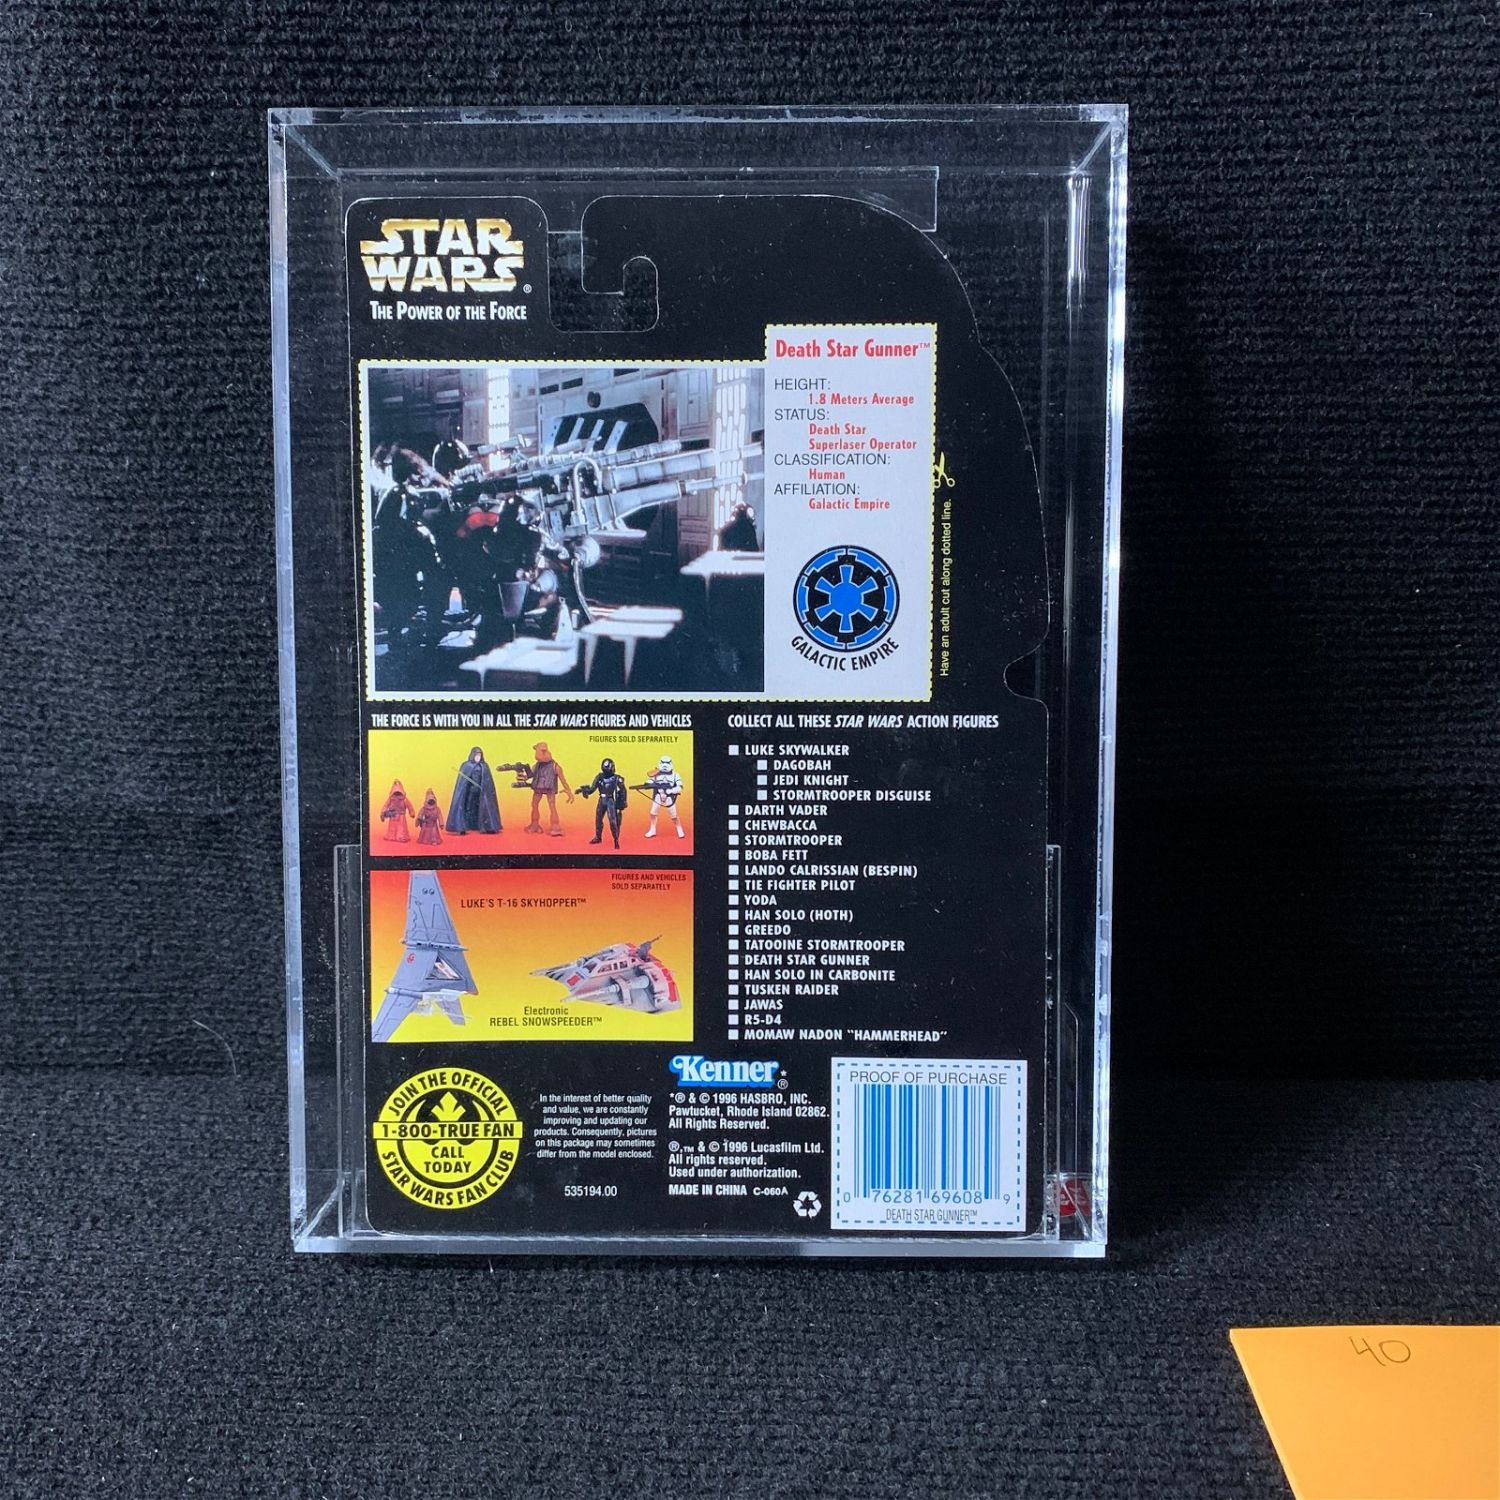 STAR
WARS®
THE POWER OF THE FORCE
Death Star Gunner™
HEIGHT:
1.8 Meters Average
STATUS:
Death Star
Superlaser Operator
CLASSIFICATION:
Human
AFFILIATION:
Galactic Empire
GALACTIC EMPIRE
Have an adult cut along dotted line.
THE FORCE IS WITH YOU IN ALL THE STAR WARS FIGURES AND VEHICLES
FIGURES SOLD SEPARATELY
FIGURES AND VEHICLES
SOLD SEPARATELY
LUKE'S T-16 SKYHOPPER™
Electronic
REBEL SNOWSPEEDER™
COLLECT ALL THESE STAR WARS ACTION FIGURES
LUKE SKYWALKER
DAGOBAH
JEDI KNIGHT
STORMTROOPER DISGUISE
DARTH VADER
CHEWBACCA
STORMTROOPER
BOBA FETT
LANDO CALRISSIAN (BESPIN)
TIE FIGHTER PILOT
YODA
HAN SOLO (HOTH)
GREEDO
TATOOINE STORMTROOPER
DEATH STAR GUNNER
HAN SOLO IN CARBONITE
TUSKEN RAIDER
JAWAS
R5-D4
MOMAW NADON "HAMMERHEAD"
JOIN THE OFFICIAL
1-800-TRUE FAN
CALL
TODAY
STAR WARS FAN CLUB
In the interest of better quality
and value, we are constantly
improving and updating our
products. Consequently, pictures
on this package may sometimes
differ from the model enclosed.
535194.00
Kenner*®
*® & © 1996 HASBRO, INC.
Pawtucket, Rhode Island 02862.
All Rights Reserved.
®,™ & © 1996 Lucasfilm Ltd.
All rights reserved.
Used under authorization.
MADE IN CHINA C-060A
PROOF OF PURCHASE
0 76281 69608 9
DEATH STAR GUNNER™
40